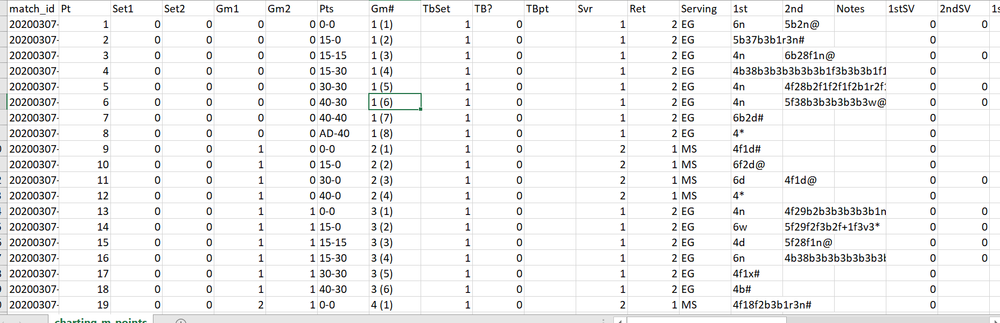 match_id Pt Set1 Set2 Gm1 Gm2 Pts Gm# TbSet TB? TBpt Svr Ret Serving 1st 2nd Notes 1stSV 2ndSV 1s
20200307- 1 0 0 0 0 0-0 1 (1) 1 0 1 2 EG 6n 5b2n@ 0 0
20200307- 2 0 0 0 0 15-0 1 (2) 1 0 1 2 EG 5b37b3b1r3n# 0
20200307- 3 0 0 0 0 15-15 1 (3) 1 0 1 2 EG 4n 6b28f1n@ 0 0
20200307- 4 0 0 0 0 15-30 1 (4) 1 0 1 2 EG 4b38b3b3b3b3b3b1f3b3b3b1f1 0
20200307- 5 0 0 0 0 30-30 1 (5) 1 0 1 2 EG 4n 4f28b2f1f2f1f2b1r2f: 0 0
20200307- 6 0 0 0 0 40-30 1 (6) 1 0 1 2 EG 4n 5f38b3b3b3b3b3w@ 0 0
20200307- 7 0 0 0 0 40-40 1 (7) 1 0 1 2 EG 6b2d# 0
20200307- 8 0 0 0 0 AD-40 1 (8) 1 0 1 2 EG 4* 0
20200307- 9 0 0 1 0 0-0 2 (1) 1 0 2 1 MS 4f1d# 0
20200307- 10 0 0 1 0 15-0 2 (2) 1 0 2 1 MS 6f2d@ 0
20200307- 11 0 0 1 0 30-0 2 (3) 1 0 2 1 MS 6d 4f1d@ 0 0
20200307- 12 0 0 1 0 40-0 2 (4) 1 0 2 1 MS 4* 0
20200307- 13 0 0 1 1 0-0 3 (1) 1 0 1 2 EG 4n 4f29b2b3b3b3b3b1n 0 0
20200307- 14 0 0 1 1 15-0 3 (2) 1 0 1 2 EG 6w 5f29f2f3b2f+1f3v3* 0 0
20200307- 15 0 0 1 1 15-15 3 (3) 1 0 1 2 EG 4d 5f28f1n@ 0 0
20200307- 16 0 0 1 1 15-30 3 (4) 1 0 1 2 EG 6n 4b38b3b3b3b3b3b3b 0 0
20200307- 17 0 0 1 1 30-30 3 (5) 1 0 1 2 EG 4f1x# 0
20200307- 18 0 0 1 1 40-30 3 (6) 1 0 1 2 EG 4b# 0
20200307- 19 0 0 2 1 0-0 4 (1) 1 0 2 1 MS 4f18f2b3b1r3n# 0
charting-m-points